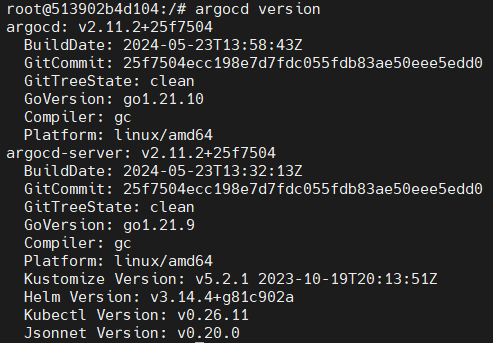 root@513902b4d104:/# argocd version
argocd: v2.11.2+25f7504
  BuildDate: 2024-05-23T13:58:43Z
  GitCommit: 25f7504ecc198e7d7fdc055fdb83ae50eee5edd0
  GitTreeState: clean
  GoVersion: go1.21.10
  Compiler: gc
  Platform: linux/amd64
argocd-server: v2.11.2+25f7504
  BuildDate: 2024-05-23T13:32:13Z
  GitCommit: 25f7504ecc198e7d7fdc055fdb83ae50eee5edd0
  GitTreeState: clean
  GoVersion: go1.21.9
  Compiler: gc
  Platform: linux/amd64
  Kustomize Version: v5.2.1 2023-10-19T20:13:51Z
  Helm Version: v3.14.4+g81c902a
  Kubectl Version: v0.26.11
  Jsonnet Version: v0.20.0